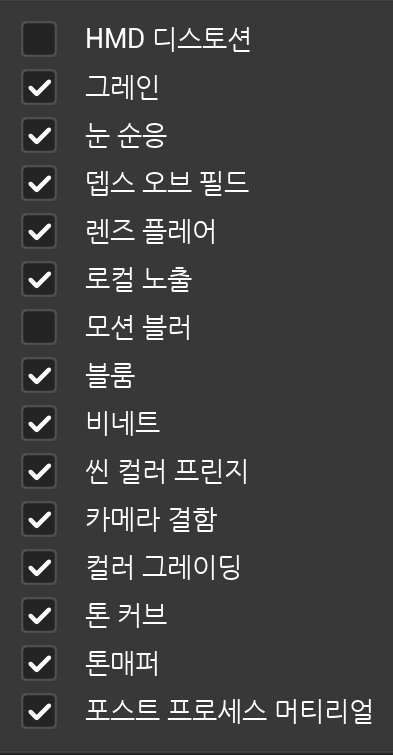 HMD 디스토션
그레인
눈 순응
뎁스 오브 필드
렌즈 플레어
로컬 노출
모션 블러
블룸
비네트
씬 컬러 프린지
카메라 결함
컬러 그레이딩
톤 커브
톤매퍼
포스트 프로세스 머티리얼